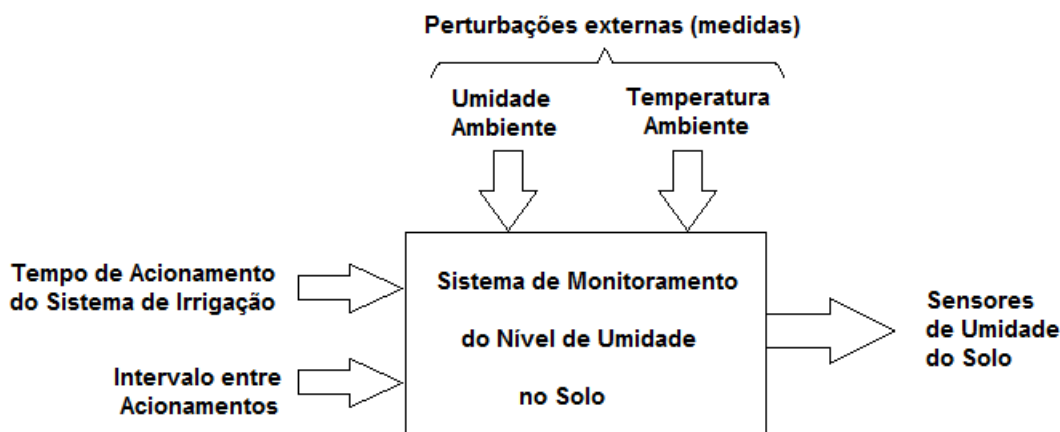 Perturbações externas (medidas)
Umidade
Ambiente
Temperatura
Ambiente
Tempo de Acionamento
do Sistema de Irrigação
Intervalo entre
Acionamentos
Sistema de Monitoramento
do Nível de Umidade
no Solo
Sensores
de Umidade
do Solo